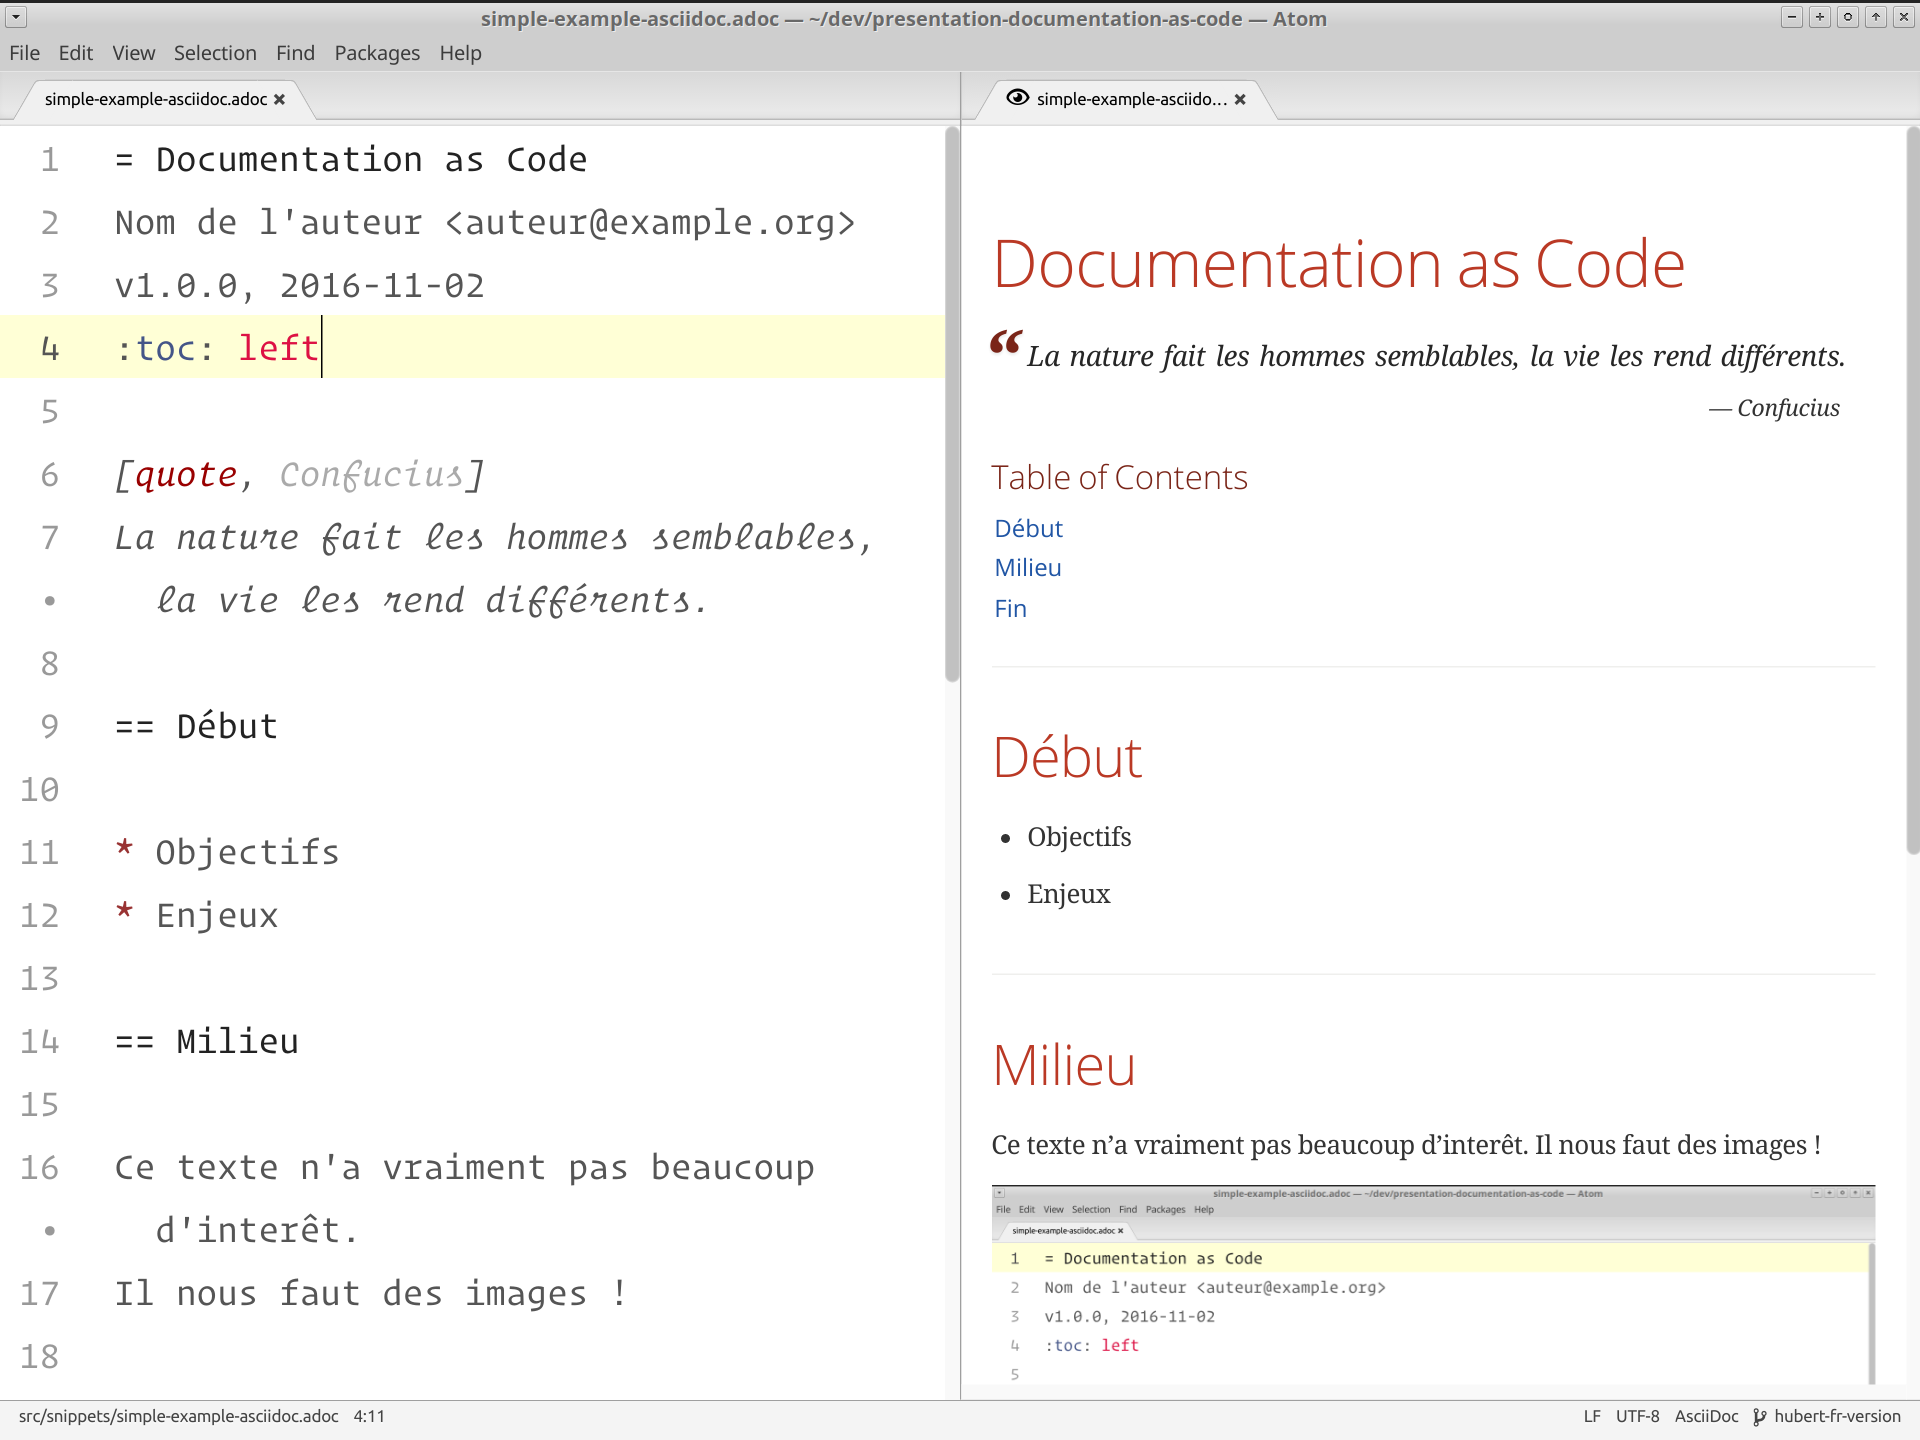 simple-example-asciidoc.adoc — ~/dev/presentation-documentation-as-code — Atom
File Edit View Selection Find Packages Help
simple-example-asciidoc.adoc
1 = Documentation as Code
2 Nom de l'auteur <auteur@example.org>
3 v1.0.0, 2016-11-02
4 :toc: left
5
6 [quote, Confucius]
7 La nature fait les hommes semblables,
• la vie les rend différents.
8
9 == Début
10
11 * Objectifs
12 * Enjeux
13
14 == Milieu
15
16 Ce texte n'a vraiment pas beaucoup
• d'interêt.
17 Il nous faut des images !
18
simple-example-asciido...
Documentation as Code
“ La nature fait les hommes semblables, la vie les rend différents.
— Confucius
Table of Contents
Début
Milieu
Fin
Début
• Objectifs
• Enjeux
Milieu
Ce texte n’a vraiment pas beaucoup d’interêt. Il nous faut des images !
simple-example-asciidoc.adoc — ~/dev/presentation-documentation-as-code — Atom
File Edit View Selection Find Packages Help
simple-example-asciidoc.adoc
1 = Documentation as Code
2 Nom de l'auteur <auteur@example.org>
3 v1.0.0, 2016-11-02
4 :toc: left
5
src/snippets/simple-example-asciidoc.adoc 4:11
LF UTF-8 AsciiDoc hubert-fr-version